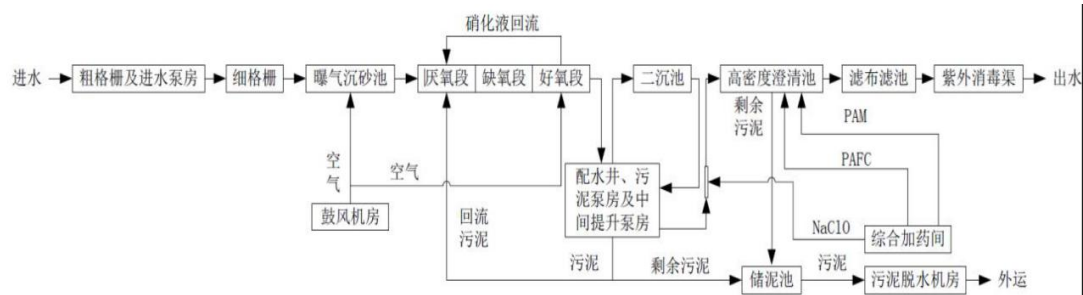 硝化液回流
进水
粗格栅及进水泵房
细格栅
曝气沉砂池
厌氧段
缺氧段
好氧段
二沉池
高密度澄清池
滤布滤池
紫外消毒渠
出水
剩余
污泥
PAM
PAFC
空
气
空气
配水井、污
泥泵房及中
间提升泵房
鼓风机房
回流
污泥
NaClO
综合加药间
污泥
剩余污泥
储泥池
污泥
污泥脱水机房
外运